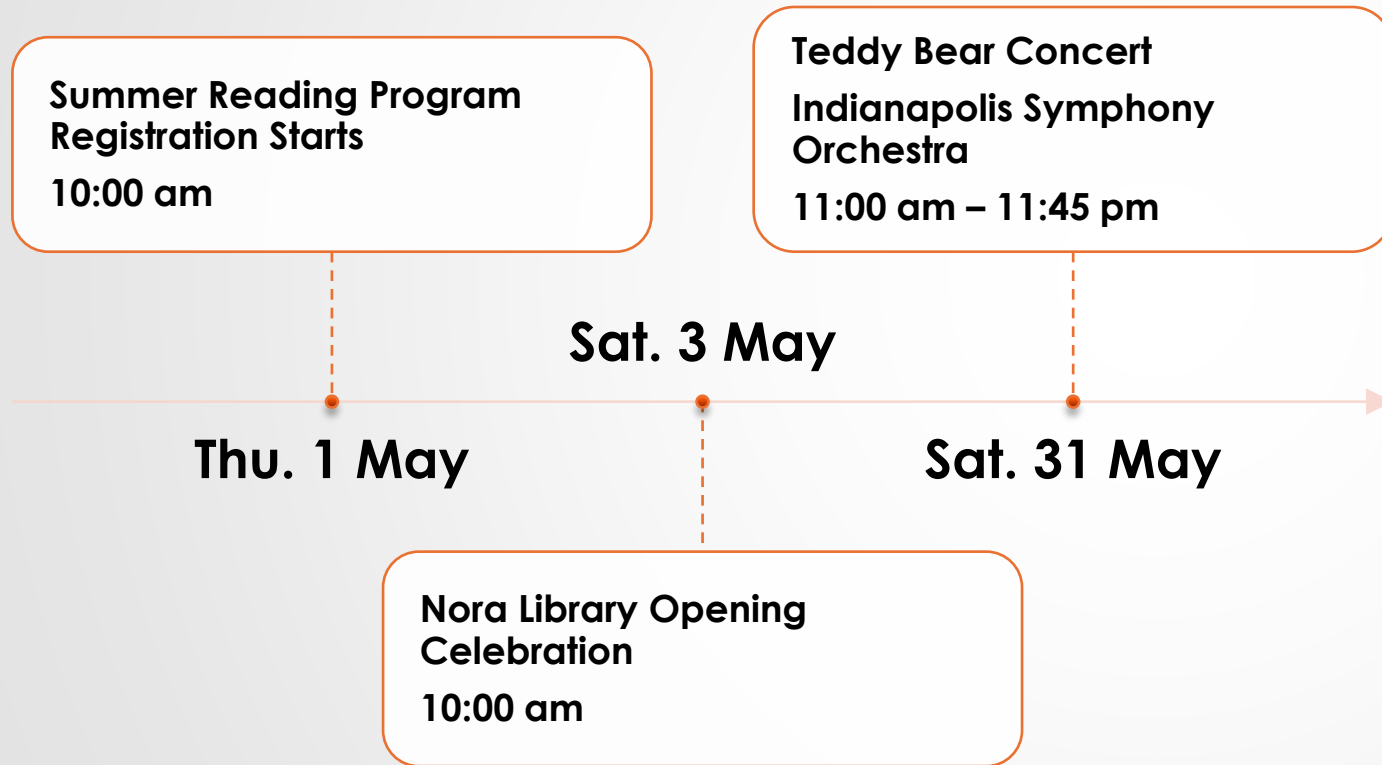 Summer Reading Program
Registration Starts
10:00 am
Teddy Bear Concert
Indianapolis Symphony
Orchestra
11:00 am – 11:45 pm
Sat. 3 May
Thu. 1 May
Sat. 31 May
Nora Library Opening
Celebration
10:00 am